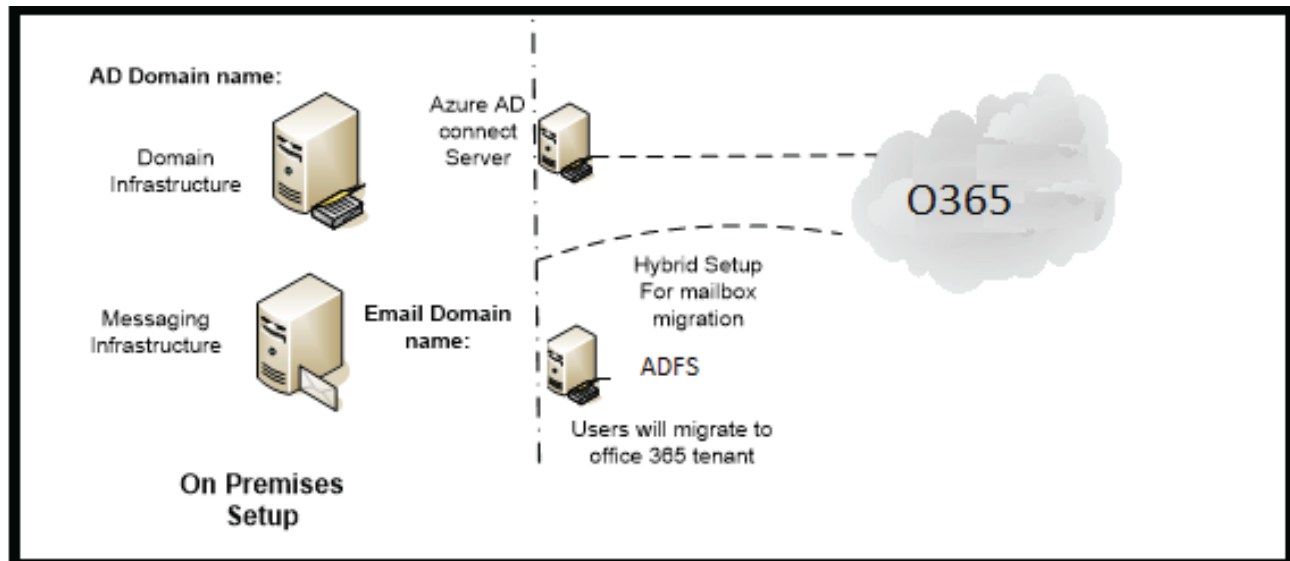 AD Domain name:
Domain
Infrastructure
Azure AD
connect
Server
O365
Hybrid Setup
For mailbox
migration
Messaging
Infrastructure
Email Domain
name:
ADFS
Users will migrate to
office 365 tenant
On Premises
Setup